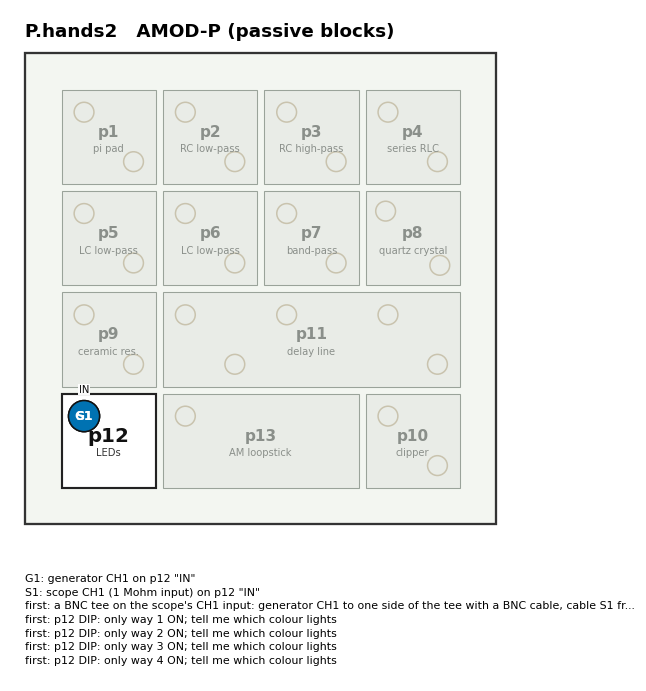 P.hands2   AMOD-P (passive blocks)
p1
pi pad
p2
RC low-pass
p3
RC high-pass
p4
series RLC
p5
LC low-pass
p6
LC low-pass
p7
band-pass
p8
quartz crystal
p9
ceramic res.
p11
delay line
IN
p12
LEDs
p13
AM loopstick
p10
clipper
G1: generator CH1 on p12 "IN"
S1: scope CH1 (1 Mohm input) on p12 "IN"
first: a BNC tee on the scope's CH1 input: generator CH1 to one side of the tee with a BNC cable, cable S1 fr...
first: p12 DIP: only way 1 ON; tell me which colour lights
first: p12 DIP: only way 2 ON; tell me which colour lights
first: p12 DIP: only way 3 ON; tell me which colour lights
first: p12 DIP: only way 4 ON; tell me which colour lights